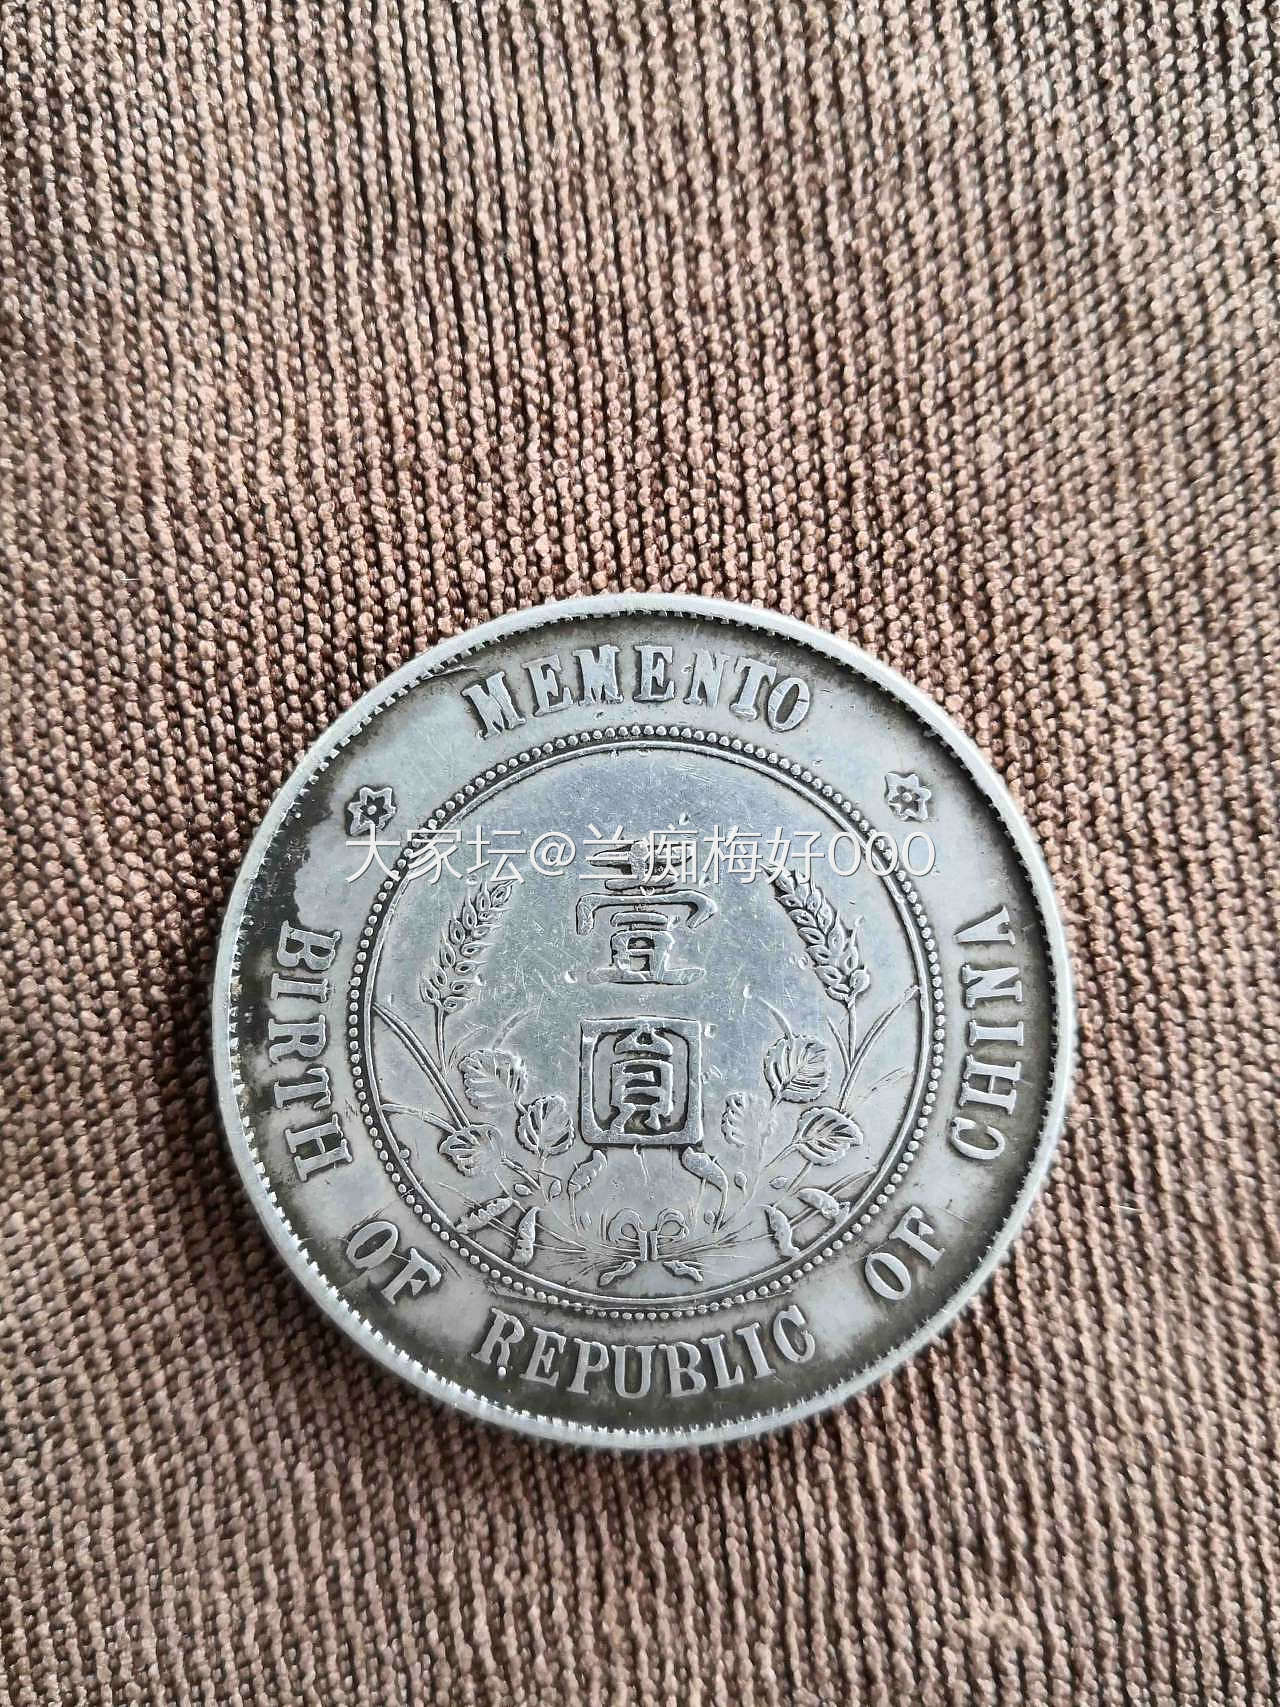 MEMENTO
大家坛@兰痴梅好000
壹
圓
BIRTH OF REPUBLIC OF CHINA